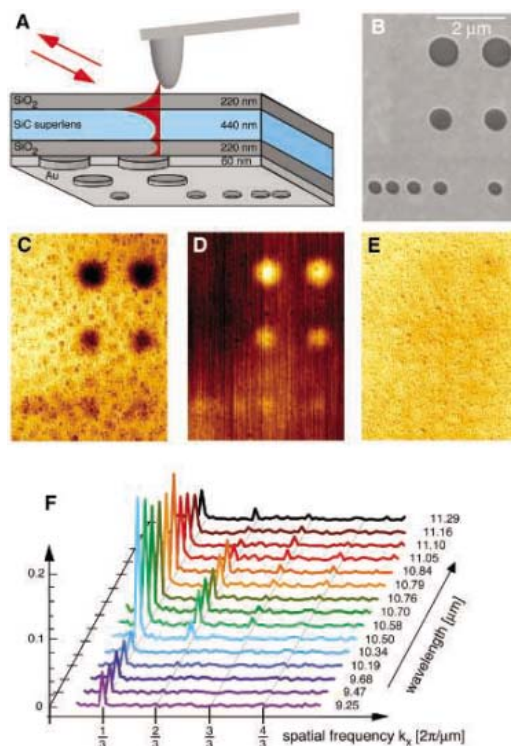 A
B
2 µm
SiO2
220 nm
SiC superlens
440 nm
SiO2
220 nm
60 nm
Au
C
D
E
F
0.2
0.1
0
11.29
11.16
11.10
11.05
10.84
10.79
10.76
10.70
10.58
10.50
10.34
10.19
9.68
9.47
9.25
wavelength [µm]
1/3
2/3
3/3
4/3
spatial frequency kx [2π/µm]